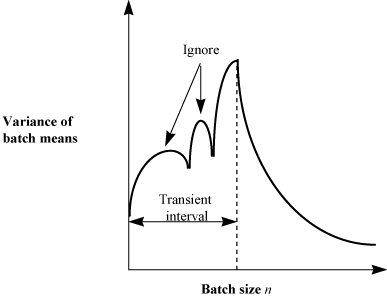 Ignore
Variance of
batch means
Transient
interval
Batch size n